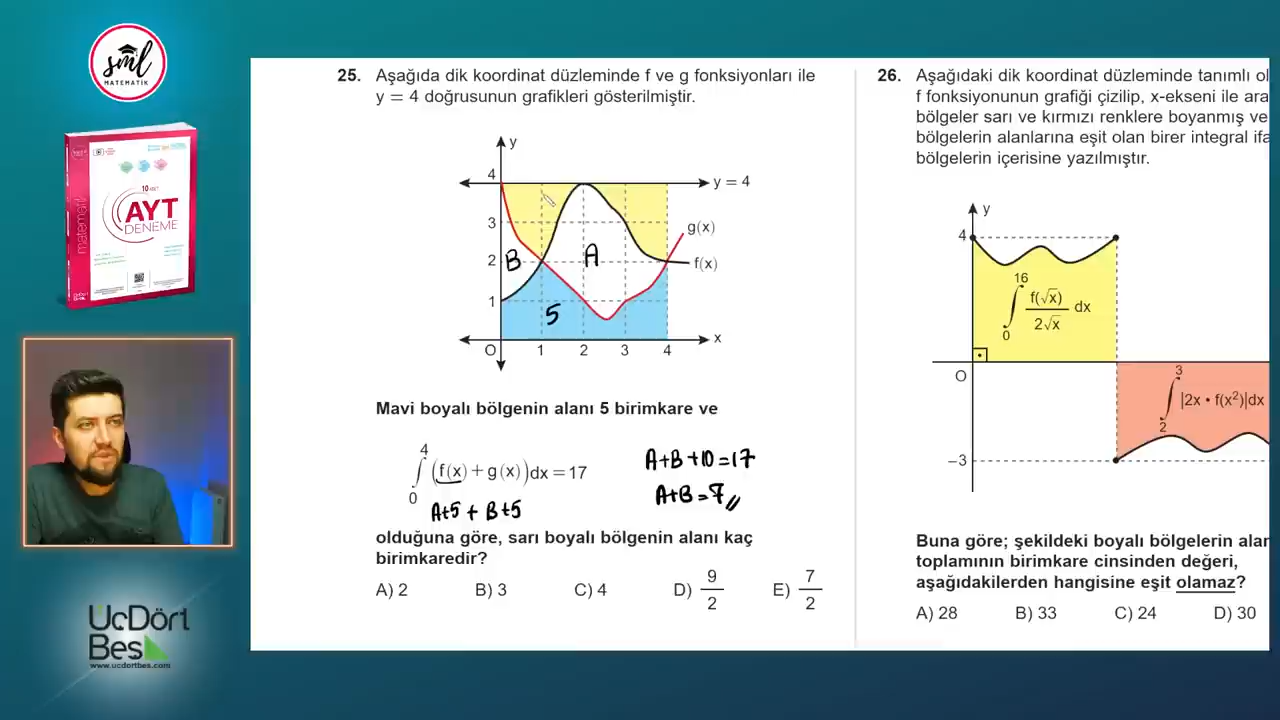 sml
MATEMATİK
10 ADET
AYT
DENEME
matematik
ÜçDört
Beş
www.ucdortbes.com
25. Aşağıda dik koordinat düzleminde f ve g fonksiyonları ile
y = 4 doğrusunun grafikleri gösterilmiştir.
y
4
y = 4
3
g(x)
B
A
2
f(x)
1
5
O
1
2
3
4
x
Mavi boyalı bölgenin alanı 5 birimkare ve
4
∫ (f(x) + g(x))dx = 17
0
A+5 + B+5
A+B+10=17
A+B=7
olduğuna göre, sarı boyalı bölgenin alanı kaç
birimkaredir?
A) 2 B) 3 C) 4 D) 9/2 E) 7/2
26. Aşağıdaki dik koordinat düzleminde tanımlı ol
f fonksiyonunun grafiği çizilip, x-ekseni ile ara
bölgeler sarı ve kırmızı renklere boyanmış ve
bölgelerin alanlarına eşit olan birer integral ifa
bölgelerin içerisine yazılmıştır.
y
4
16
∫ f(√x)/2√x dx
0
O
3
∫ |2x • f(x²)|dx
2
−3
Buna göre; şekildeki boyalı bölgelerin alar
toplamının birimkare cinsinden değeri,
aşağıdakilerden hangisine eşit olamaz?
A) 28 B) 33 C) 24 D) 30